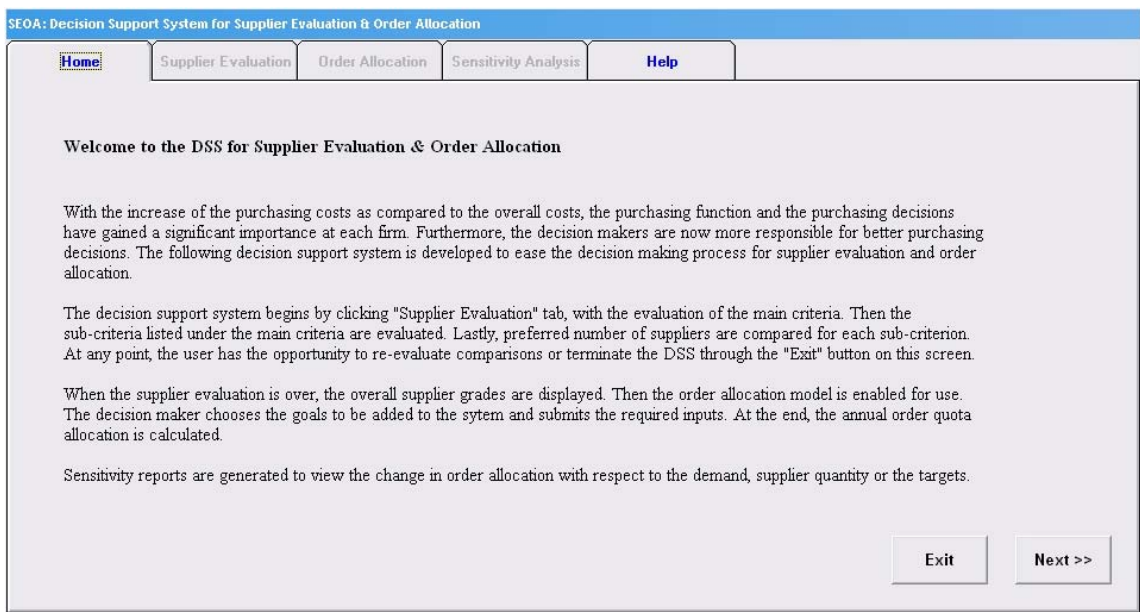 SEOA: Decision Support System for Supplier Evaluation & Order Allocation
Home Supplier Evaluation Order Allocation Sensitivity Analysis Help
Welcome to the DSS for Supplier Evaluation & Order Allocation
With the increase of the purchasing costs as compared to the overall costs, the purchasing function and the purchasing decisions
have gained a significant importance at each firm. Furthermore, the decision makers are now more responsible for better purchasing
decisions. The following decision support system is developed to ease the decision making process for supplier evaluation and order
allocation.
The decision support system begins by clicking "Supplier Evaluation" tab, with the evaluation of the main criteria. Then the
sub-criteria listed under the main criteria are evaluated. Lastly, preferred number of suppliers are compared for each sub-criterion.
At any point, the user has the opportunity to re-evaluate comparisons or terminate the DSS through the "Exit" button on this screen.
When the supplier evaluation is over, the overall supplier grades are displayed. Then the order allocation model is enabled for use.
The decision maker chooses the goals to be added to the sytem and submits the required inputs. At the end, the annual order quota
allocation is calculated.
Sensitivity reports are generated to view the change in order allocation with respect to the demand, supplier quantity or the targets.
Exit Next >>